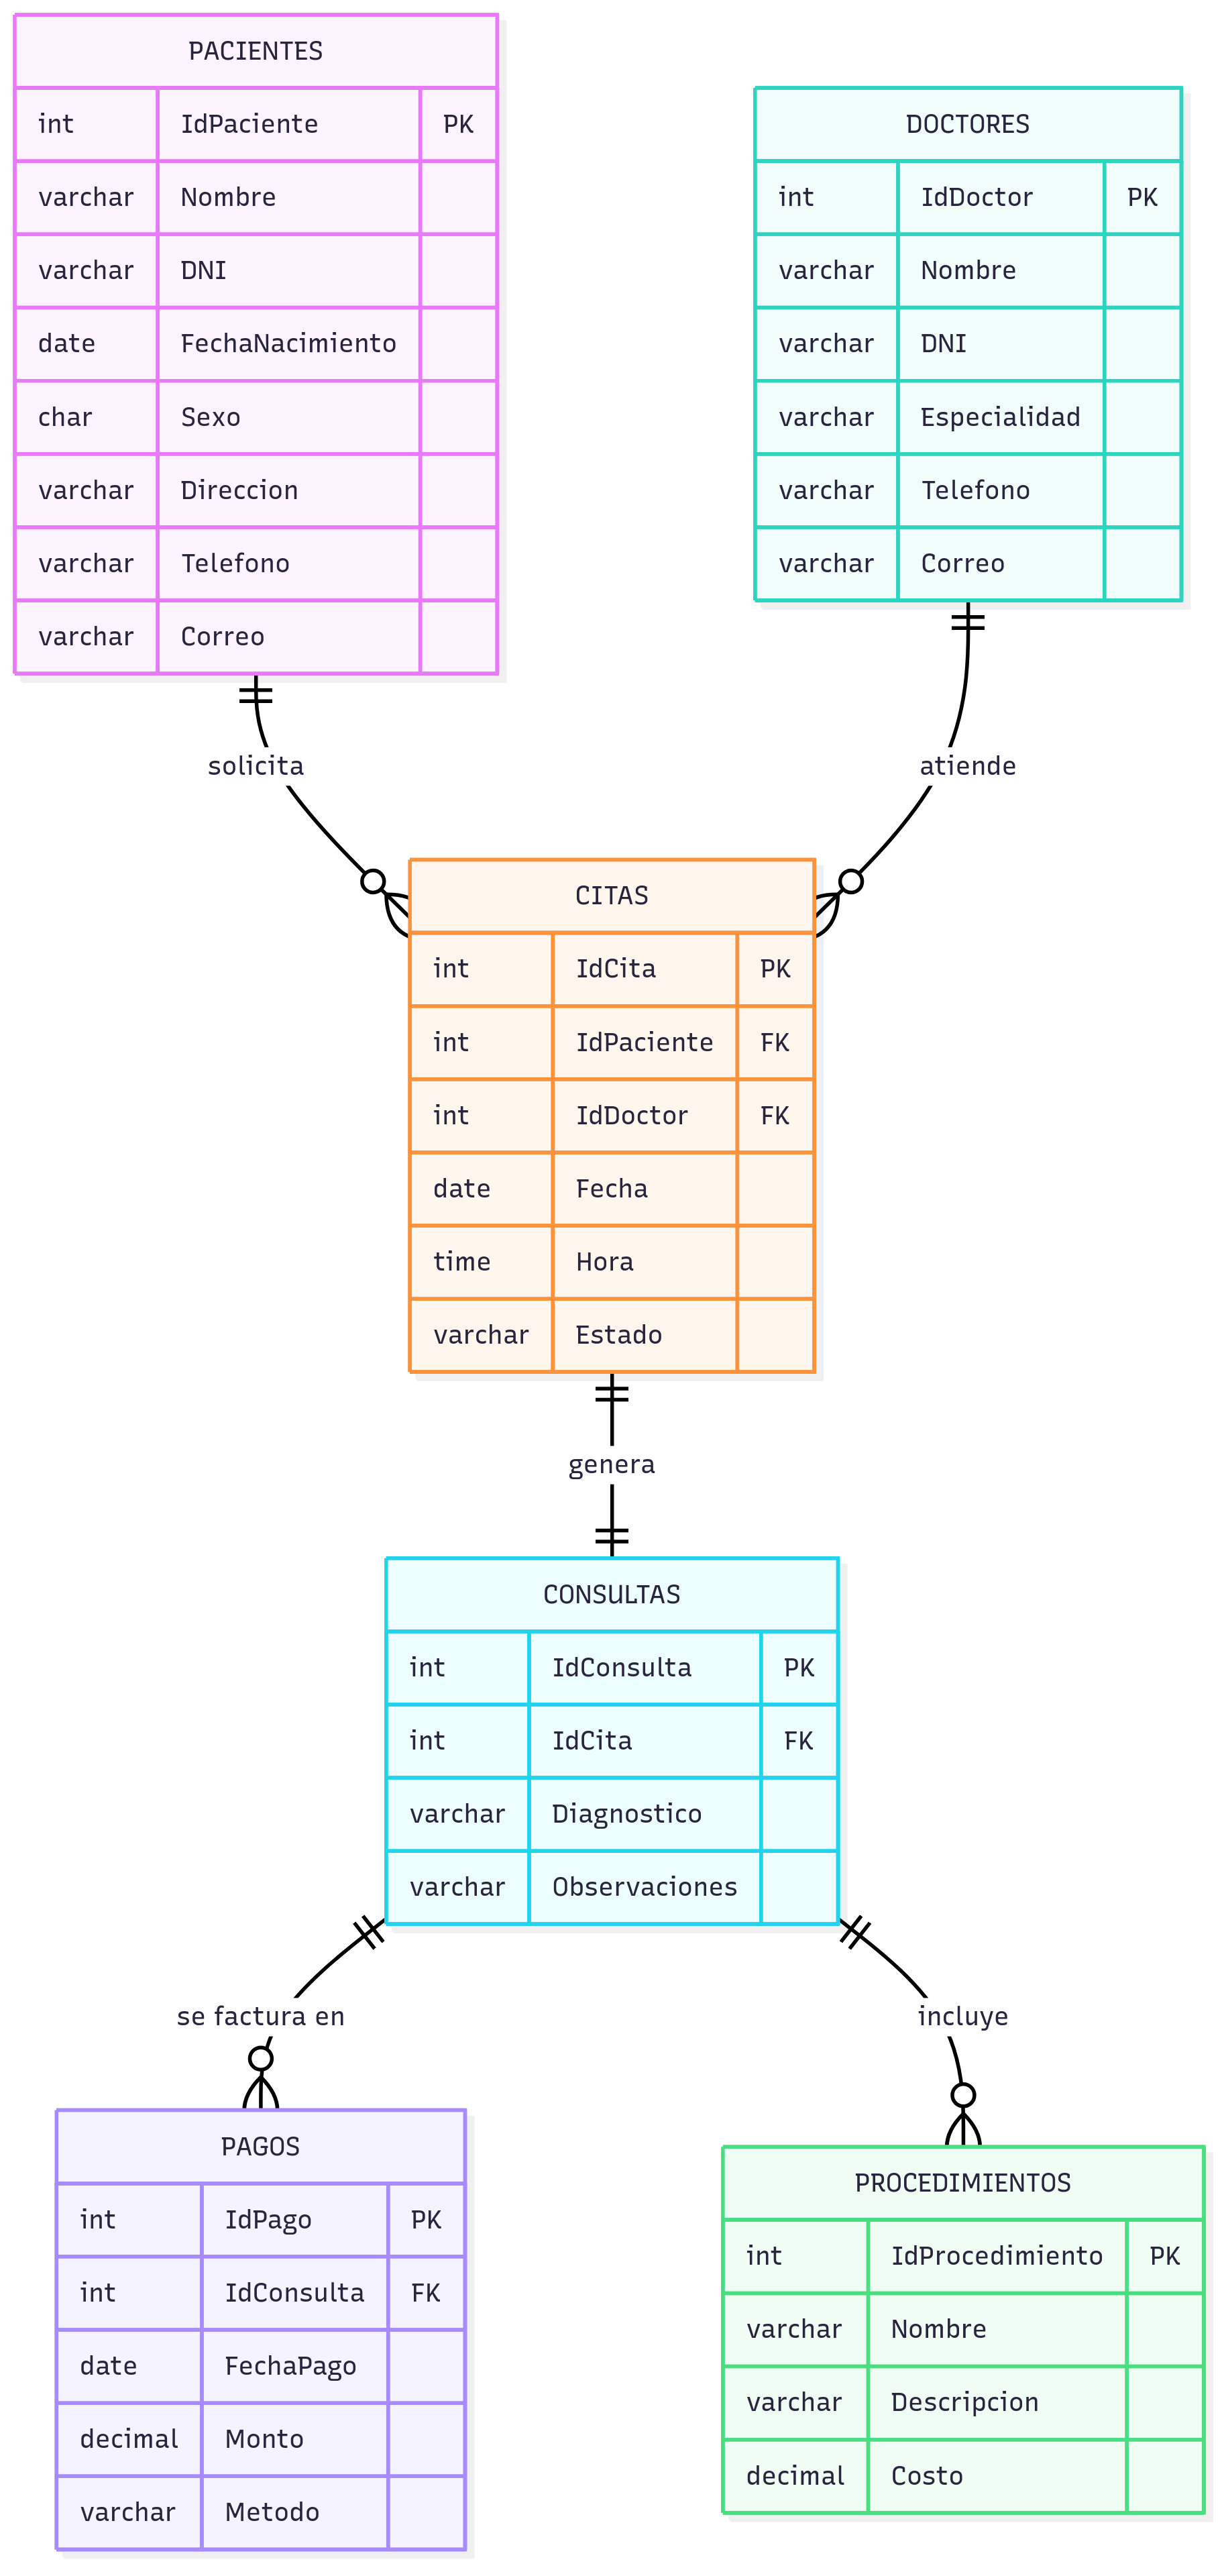 PACIENTES
int IdPaciente PK
varchar Nombre
varchar DNI
date FechaNacimiento
char Sexo
varchar Direccion
varchar Telefono
varchar Correo
DOCTORES
int IdDoctor PK
varchar Nombre
varchar DNI
varchar Especialidad
varchar Telefono
varchar Correo
solicita
atiende
CITAS
int IdCita PK
int IdPaciente FK
int IdDoctor FK
date Fecha
time Hora
varchar Estado
genera
CONSULTAS
int IdConsulta PK
int IdCita FK
varchar Diagnostico
varchar Observaciones
se factura en
incluye
PAGOS
int IdPago PK
int IdConsulta FK
date FechaPago
decimal Monto
varchar Metodo
PROCEDIMIENTOS
int IdProcedimiento PK
varchar Nombre
varchar Descripcion
decimal Costo